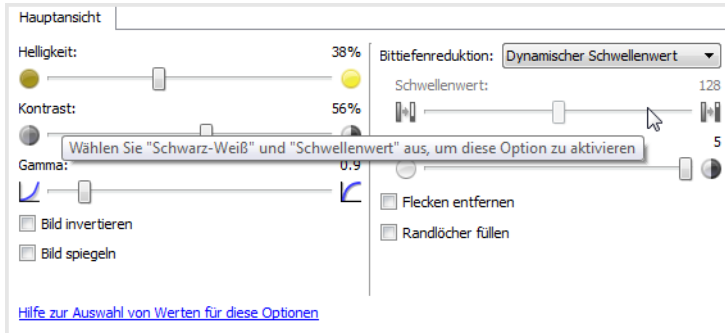 Hauptansicht
Helligkeit: 38%
Kontrast: 56%
Wählen Sie "Schwarz-Weiß" und "Schwellenwert" aus, um diese Option zu aktivieren
Gamma: 0.9
Bild invertieren
Bild spiegeln
Hilfe zur Auswahl von Werten für diese Optionen
Bittiefenreduktion: Dynamischer Schwellenwert
Schwellenwert: 128
5
Flecken entfernen
Randlöcher füllen